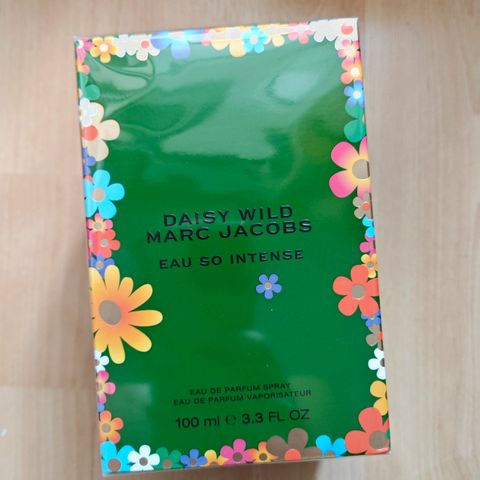 DAISY WILD
MARC JACOBS
EAU SO INTENSE
EAU DE PARFUM SPRAY
EAU DE PARFUM VAPORISATEUR
100 ml ℮ 3.3 FL OZ